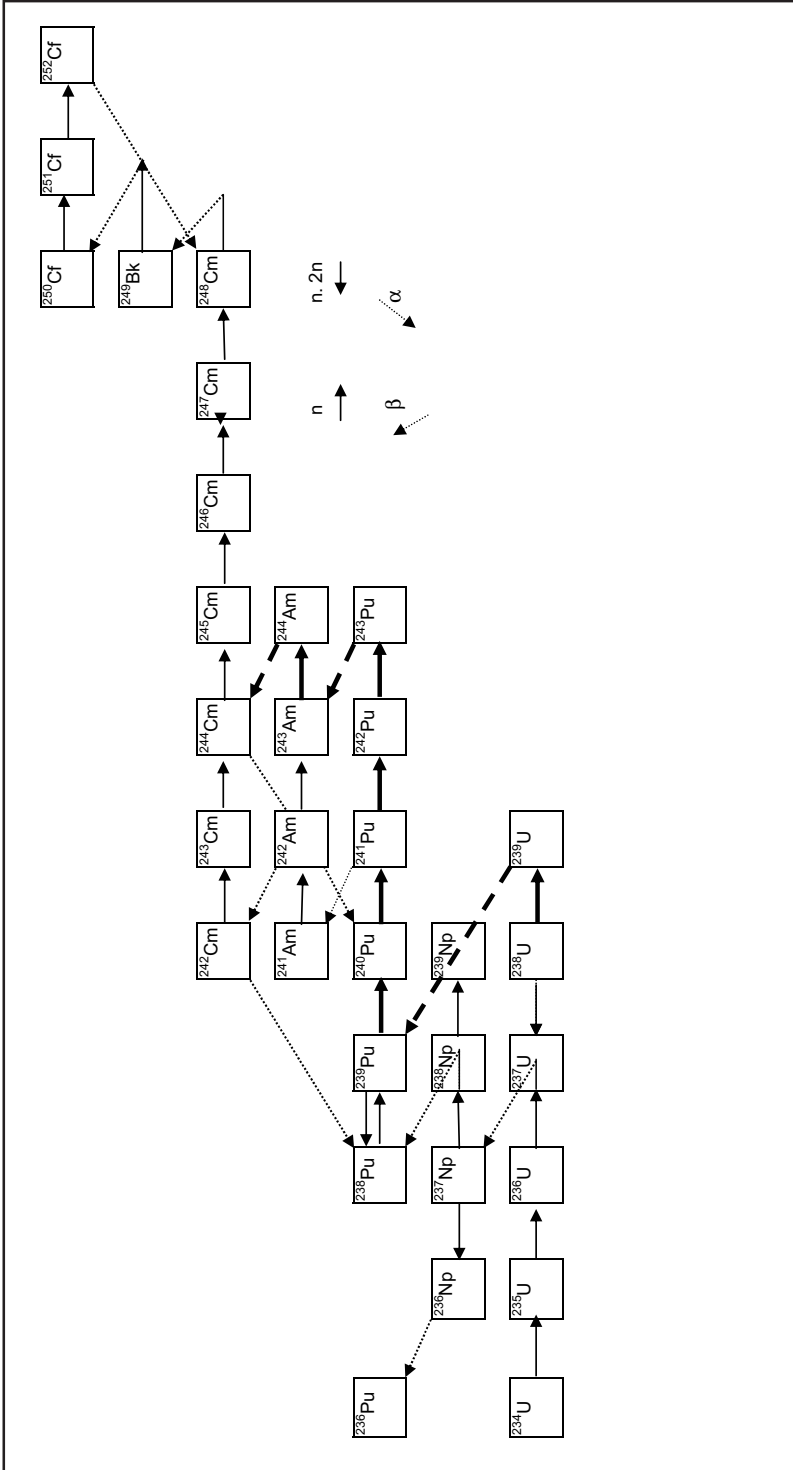 ²⁵⁰Cf ²⁵¹Cf ²⁵²Cf
²⁴⁹Bk
²⁴²Cm ²⁴³Cm ²⁴⁴Cm ²⁴⁵Cm ²⁴⁶Cm ²⁴⁷Cm ²⁴⁸Cm
²⁴¹Am ²⁴²Am ²⁴³Am ²⁴⁴Am
n n. 2n
²³⁶Pu ²³⁸Pu ²³⁹Pu ²⁴⁰Pu ²⁴¹Pu ²⁴²Pu ²⁴³Pu
β α
²³⁶Np ²³⁷Np ²³⁸Np ²³⁹Np
²³⁴U ²³⁵U ²³⁶U ²³⁷U ²³⁸U ²³⁹U